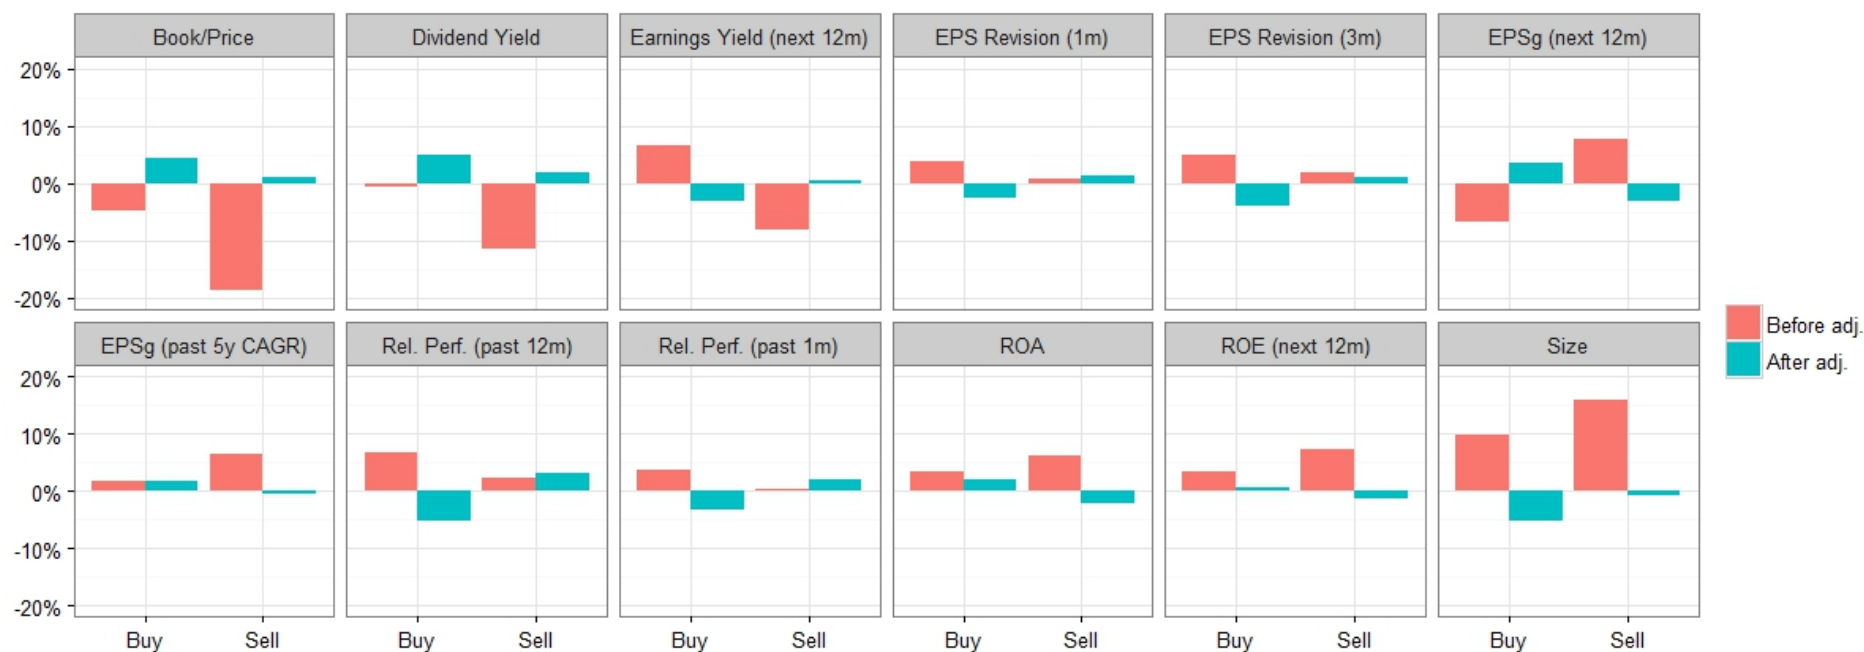 Book/Price
Dividend Yield
Earnings Yield (next 12m)
EPS Revision (1m)
EPS Revision (3m)
EPSg (next 12m)
20%
10%
0%
-10%
-20%
EPSg (past 5y CAGR)
Rel. Perf. (past 12m)
Rel. Perf. (past 1m)
ROA
ROE (next 12m)
Size
20%
10%
0%
-10%
-20%
Buy Sell
Buy Sell
Buy Sell
Buy Sell
Buy Sell
Buy Sell
Before adj.
After adj.